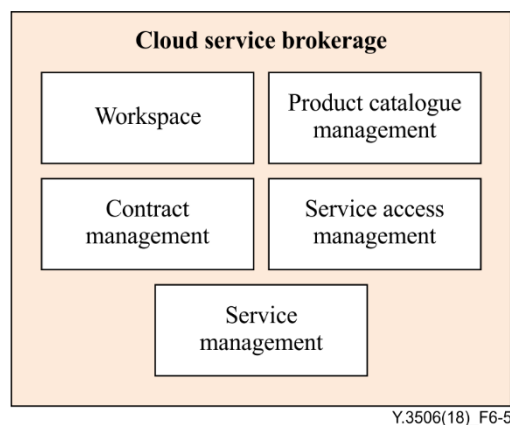 Cloud service brokerage
Workspace
Product catalogue
management
Contract
management
Service access
management
Service
management
Y.3506(18)_F6-5